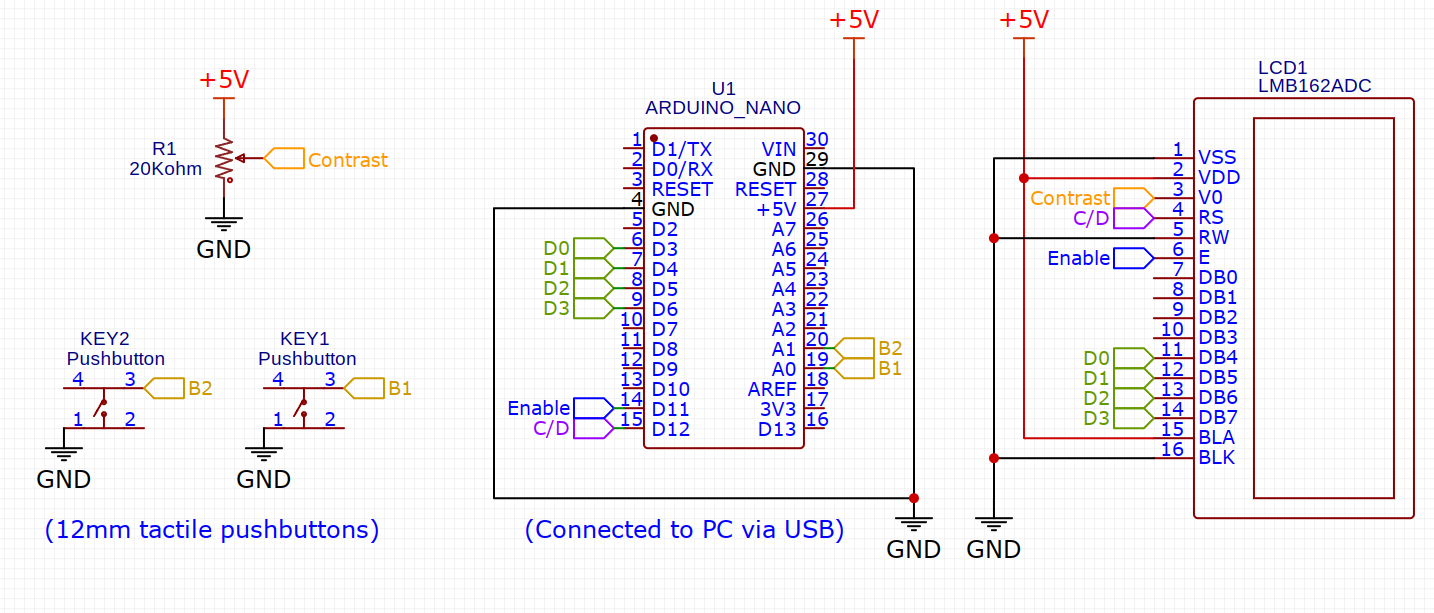 +5V
R1
20Kohm
Contrast
GND
KEY2
Pushbutton
4 3
B2
1 2
GND
KEY1
Pushbutton
4 3
B1
1 2
GND
(12mm tactile pushbuttons)
+5V
U1
ARDUINO_NANO
1 D1/TX VIN 30
2 D0/RX GND 29
3 RESET RESET 28
4 GND +5V 27
5 D2 A7 26
D0 6 D3 A6 25
D1 7 D4 A5 24
D2 8 D5 A4 23
D3 9 D6 A3 22
10 D7 A2 21
11 D8 A1 20 B2
12 D9 A0 19 B1
13 D10 AREF 18
Enable 14 D11 3V3 17
C/D 15 D12 D13 16
(Connected to PC via USB)
GND
+5V
LCD1
LMB162ADC
1 VSS
2 VDD
Contrast 3 V0
C/D 4 RS
5 RW
Enable 6 E
7 DB0
8 DB1
9 DB2
10 DB3
D0 11 DB4
D1 12 DB5
D2 13 DB6
D3 14 DB7
15 BLA
16 BLK
GND